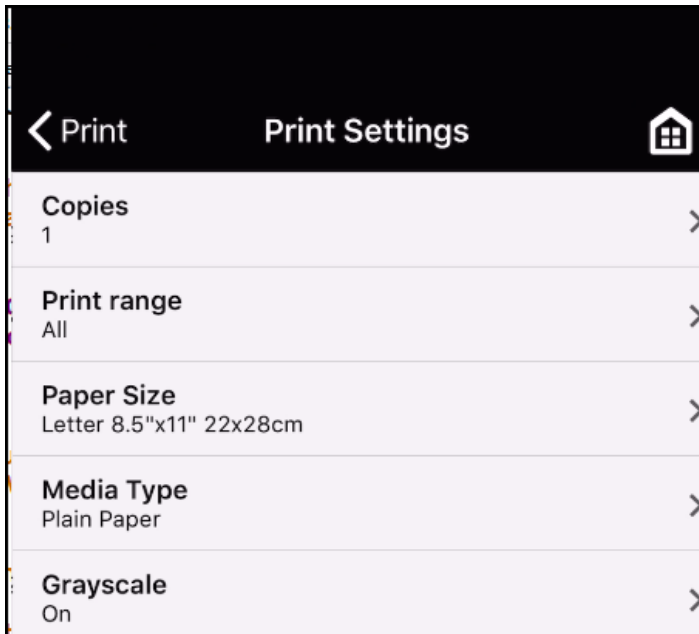 Print
Print Settings
Copies
1
Print range
All
Paper Size
Letter 8.5"x11" 22x28cm
Media Type
Plain Paper
Grayscale
On